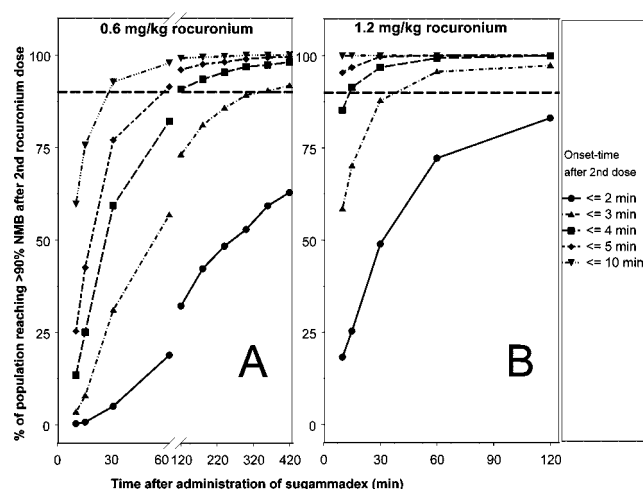 0.6 mg/kg rocuronium
1.2 mg/kg rocuronium
% of population reaching >90% NMB after 2nd rocuronium dose
100
75
50
25
0
A
0 30 60 120 240 300 420
100
75
50
25
0
B
0 30 60 90 120
Time after administration of sugammadex (min)
Onset-time
after 2nd dose
<= 2 min
<= 3 min
<= 4 min
<= 5 min
<= 10 min